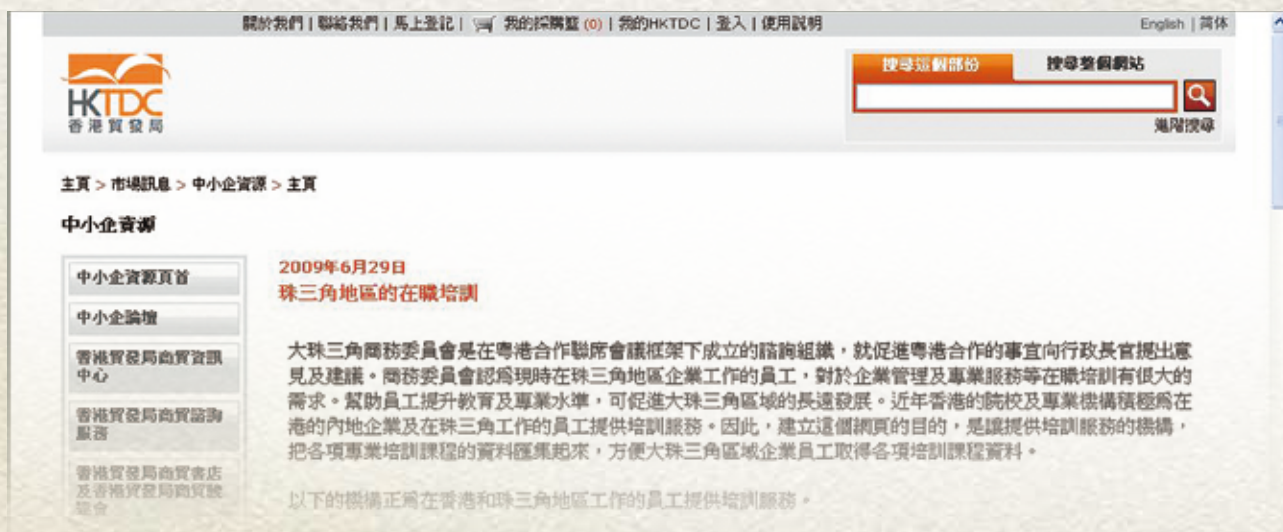 關於我們 | 聯絡我們 | 馬上登記 | 我的採購籃 (0) | 我的HKTDC | 登入 | 使用說明
English | 简体
HKTDC
香港貿發局
搜尋這個部份
搜尋整個網站
進階搜尋
主頁 > 市場訊息 > 中小企資源 > 主頁
中小企資源
中小企資源頁首
中小企論壇
香港貿發局商貿資訊
中心
香港貿發局商貿諮詢
服務
香港貿發局商貿書店
及香港貿發局商貿
2009年6月29日
珠三角地區的在職培訓
大珠三角商務委員會是在粵港合作聯席會議框架下成立的諮詢組織，就促進粵港合作的事宜向行政長官提出意
見及建議。商務委員會認為現時在珠三角地區企業工作的員工，對於企業管理及專業服務等在職培訓有很大的
需求。幫助員工提升教育及專業水準，可促進大珠三角區域的長遠發展。近年香港的院校及專業機構積極為在
港的內地企業及在珠三角工作的員工提供培訓服務。因此，建立這個網頁的目的，是讓提供培訓服務的機構，
把各項專業培訓課程的資料匯集起來，方便大珠三角區域企業員工取得各項培訓課程資料。
以下的機構正為在香港和珠三角地區工作的員工提供培訓服務。